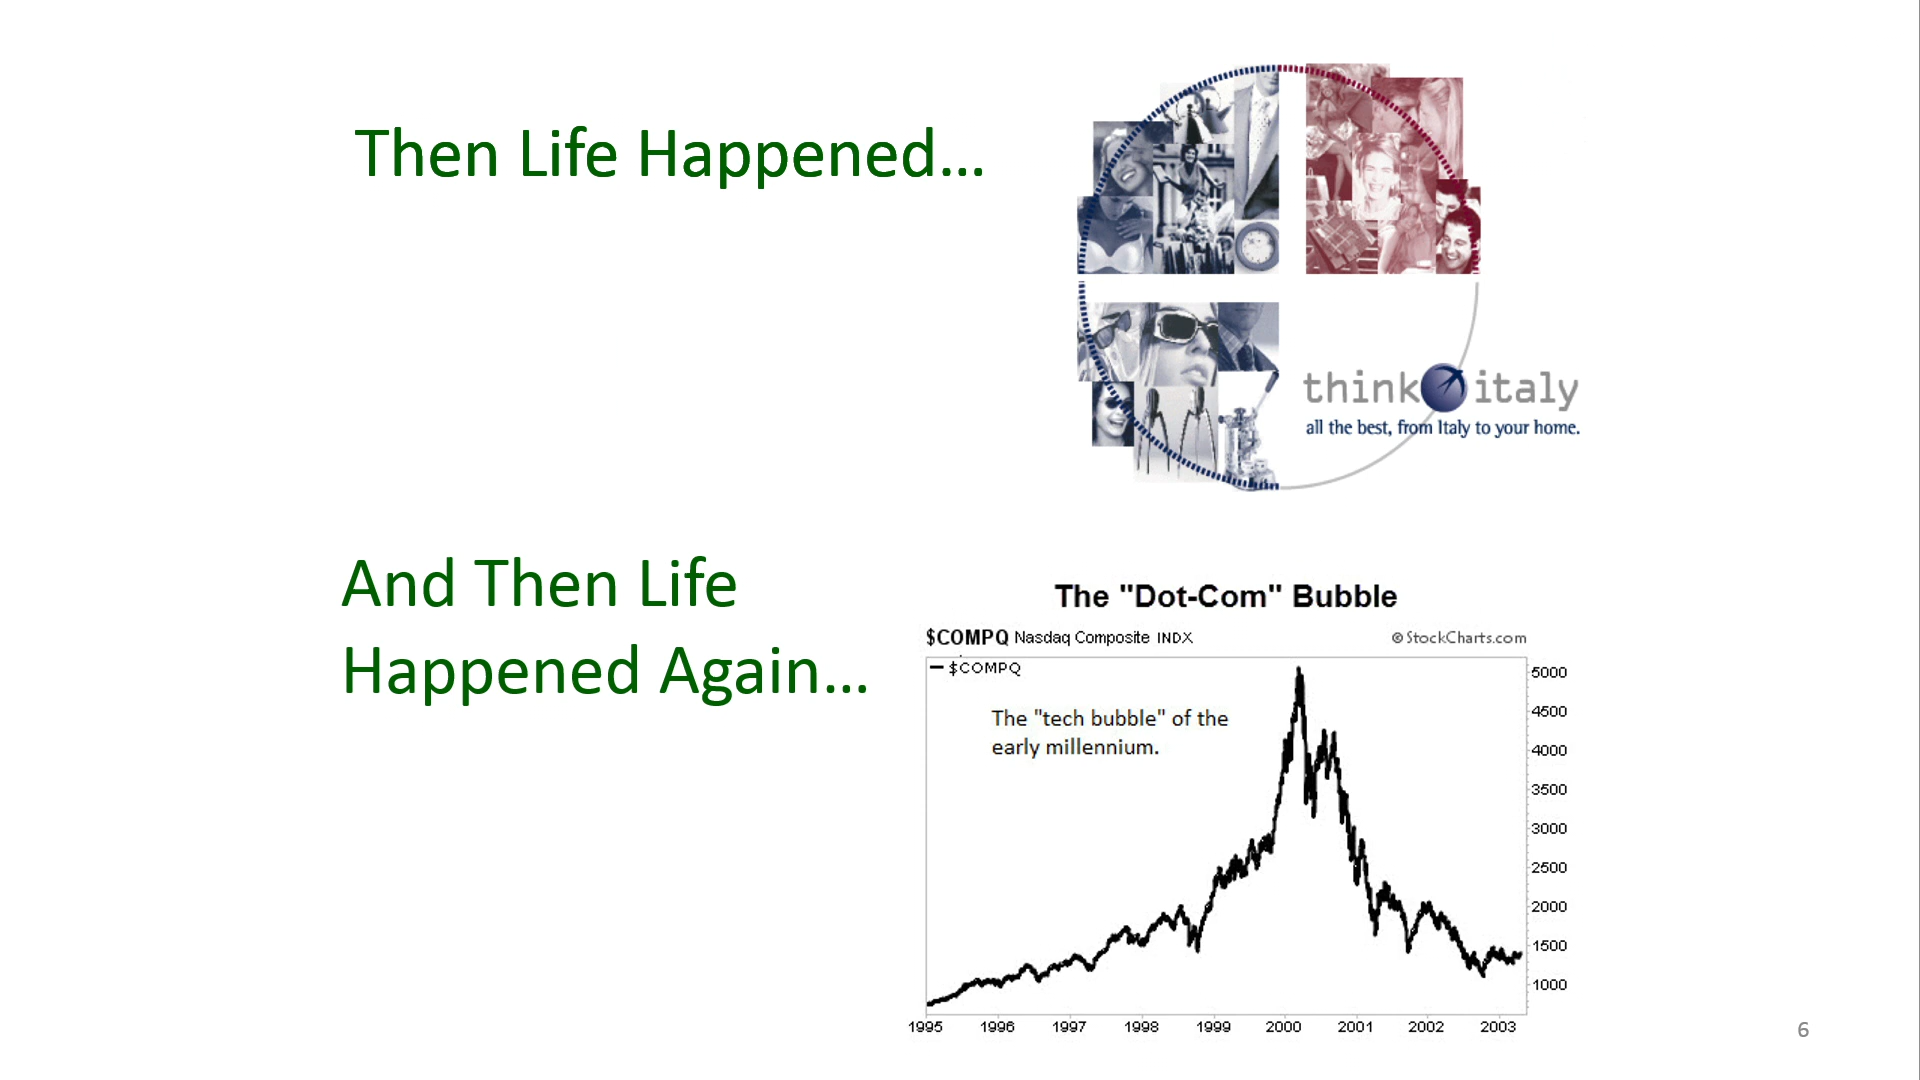 Then Life Happened…
think italy
all the best, from Italy to your home.
And Then Life
Happened Again…
The "Dot-Com" Bubble
$COMPQ Nasdaq Composite INDX
© StockCharts.com
$COMPQ
The "tech bubble" of the
early millennium.
5000
4500
4000
3500
3000
2500
2000
1500
1000
1995 1996 1997 1998 1999 2000 2001 2002 2003
6